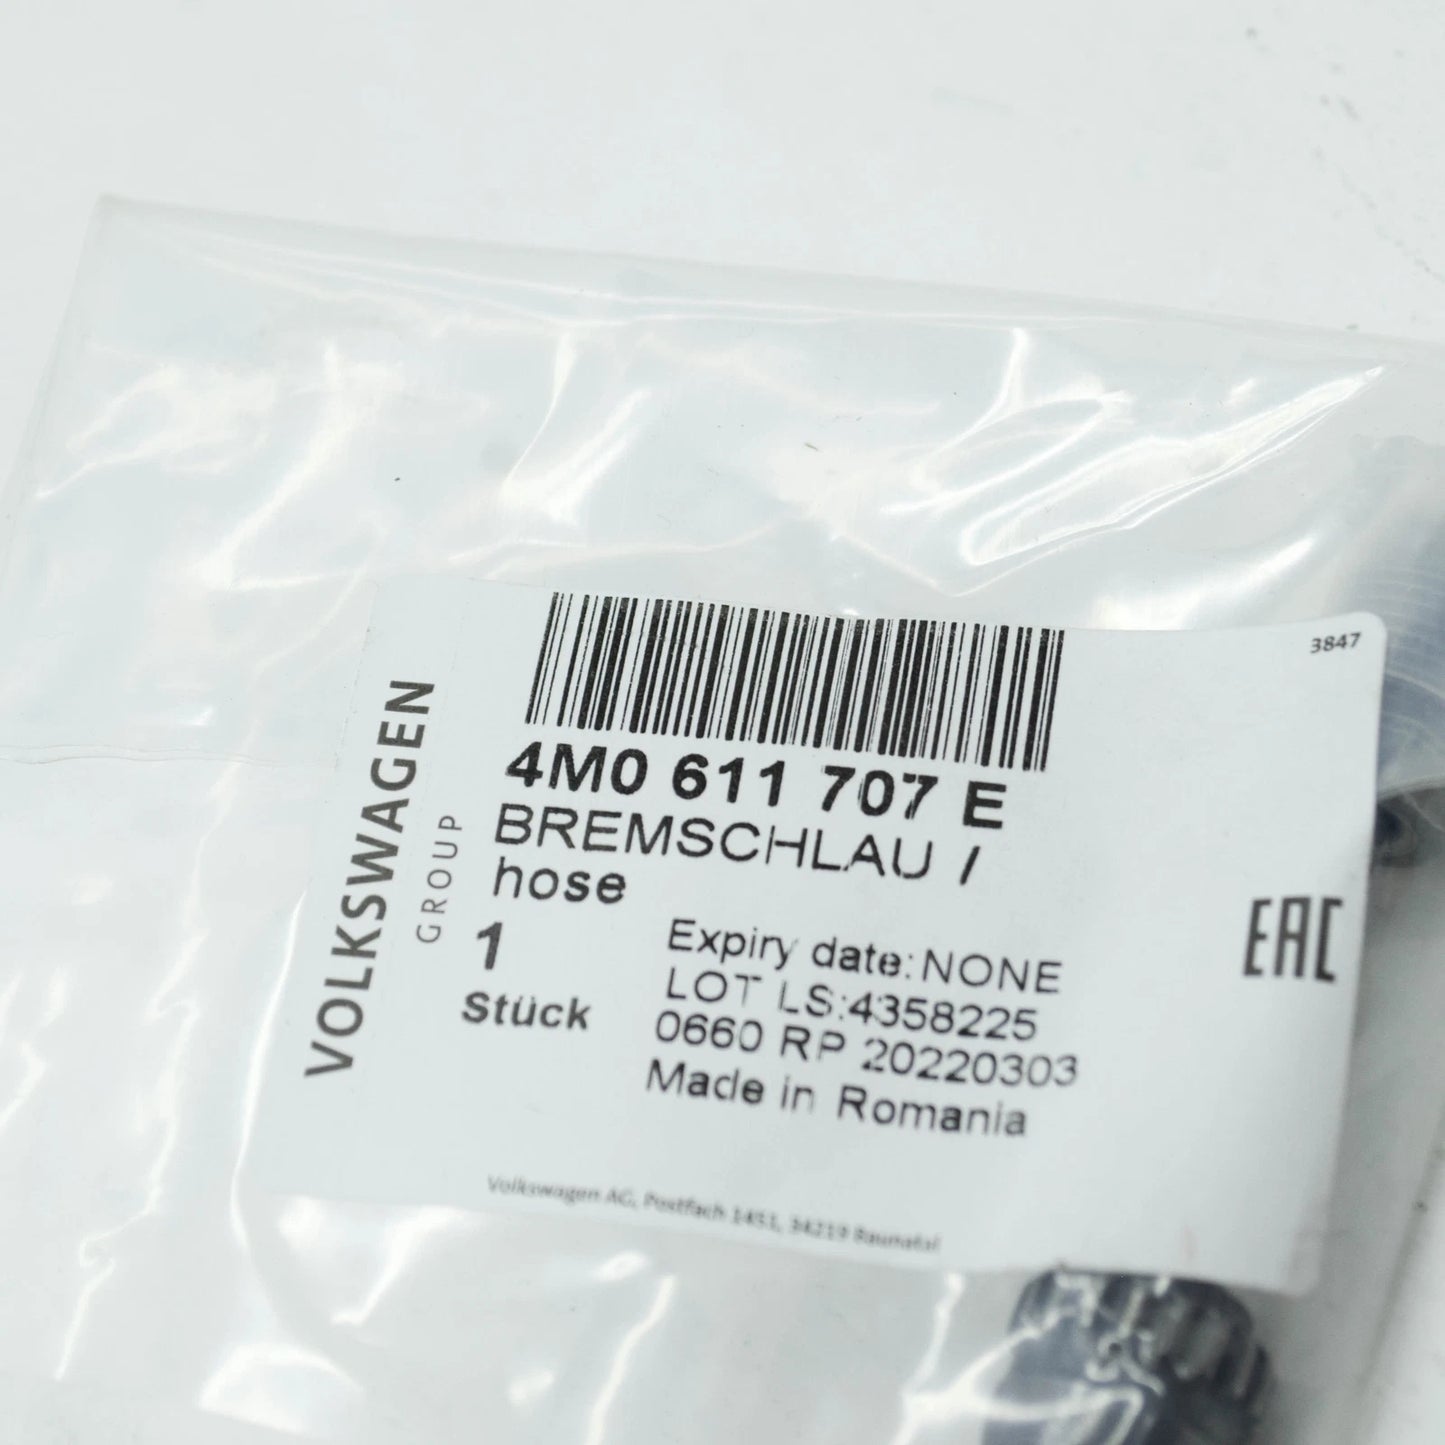 3847
4M0 611 707 E
BREMSCHLAU /
hose
1
Stück
Expiry date:NONE
LOT LS:4358225
0660 RP 20220303
Made in Romania
EAC
VOLKSWAGEN
GROUP
Volkswagen AG, Postfach 1451, 34219 Baunatal